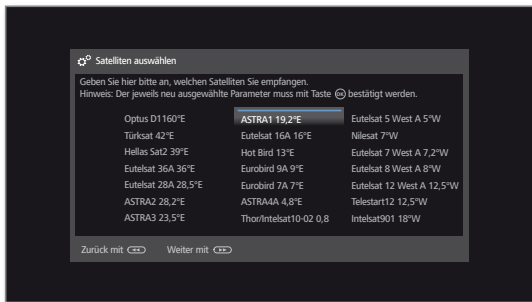 Satelliten auswählen
Geben Sie hier bitte an, welchen Satelliten Sie empfangen.
Hinweis: Der jeweils neu ausgewählte Parameter muss mit Taste OK bestätigt werden.
Optus D1160°E ASTRA1 19,2°E Eutelsat 5 West A 5°W
Türksat 42°E Eutelsat 16A 16°E Nilesat 7°W
Hellas Sat2 39°E Hot Bird 13°E Eutelsat 7 West A 7,2°W
Eutelsat 36A 36°E Eurobird 9A 9°E Eutelsat 8 West A 8°W
Eutelsat 28A 28,5°E Eurobird 7A 7°E Eutelsat 12 West A 12,5°W
ASTRA2 28,2°E ASTRA4A 4,8°E Telestart12 12,5°W
ASTRA3 23,5°E Thor/Intelsat10-02 0,8 Intelsat901 18°W
Zurück mit Weiter mit